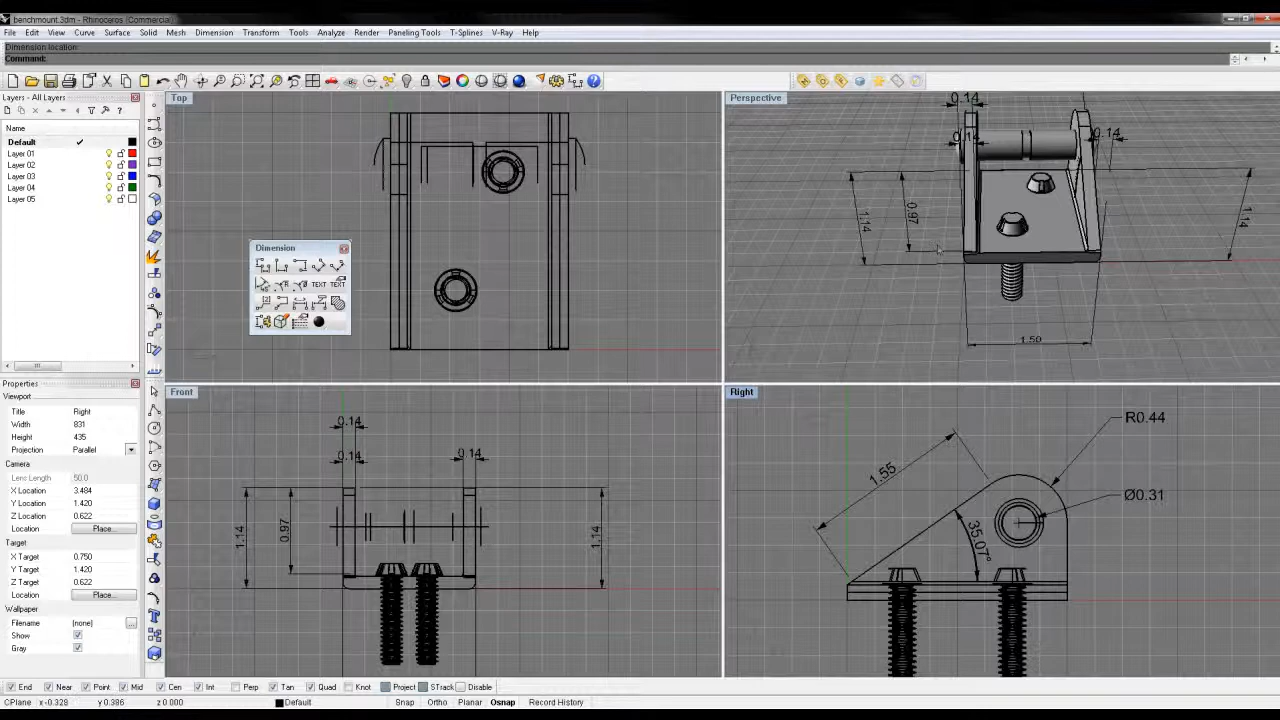 benchmount.3dm - Rhinoceros (Commercial)
File Edit View Curve Surface Solid Mesh Dimension Transform Tools Analyze Render Paneling Tools T-Splines V-Ray Help
Dimension location:
Command:
Layers - All Layers
Name
Default
Layer 01
Layer 02
Layer 03
Layer 04
Layer 05
Properties
Viewport
Title Right
Width 831
Height 435
Projection Parallel
Camera
Lens Length 50.0
X Location 3.484
Y Location 1.420
Z Location 0.622
Location Place...
Target
X Target 0.750
Y Target 1.420
Z Target 0.622
Location Place...
Wallpaper
Filename (none)
Show
Gray
Top
Dimension
TEXT TEXT
Perspective
0.14
0.14
0.14
1.14
0.97
1.14
1.50
Front
0.14
0.14
0.14
1.14
0.97
1.14
Right
R0.44
1.55
Ø0.31
35.07°
End Near Point Mid Cen Int Perp Tan Quad Knot Project STrack Disable
CPlane x -0.328 y 0.386 z 0.000 Default Snap Ortho Planar Osnap Record History